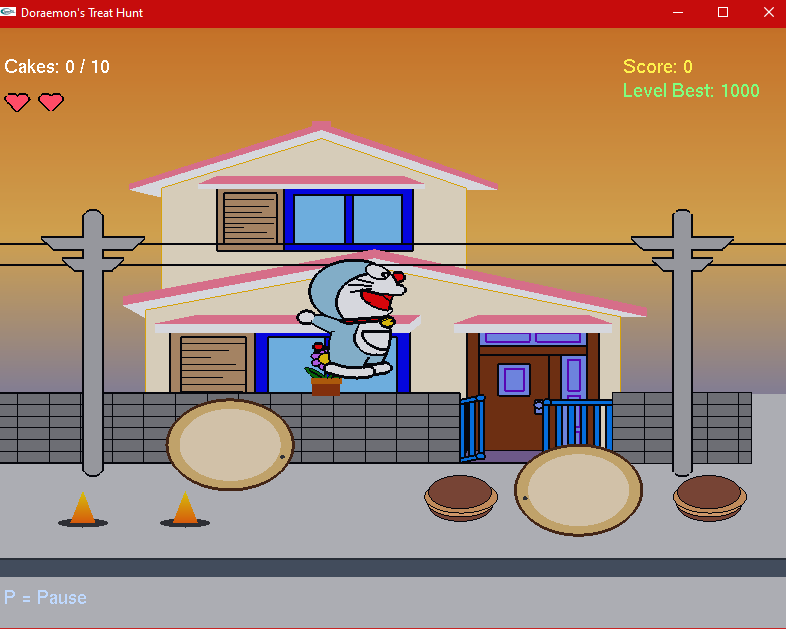 Doraemon's Treat Hunt
Cakes: 0 / 10
Score: 0
Level Best: 1000
P = Pause